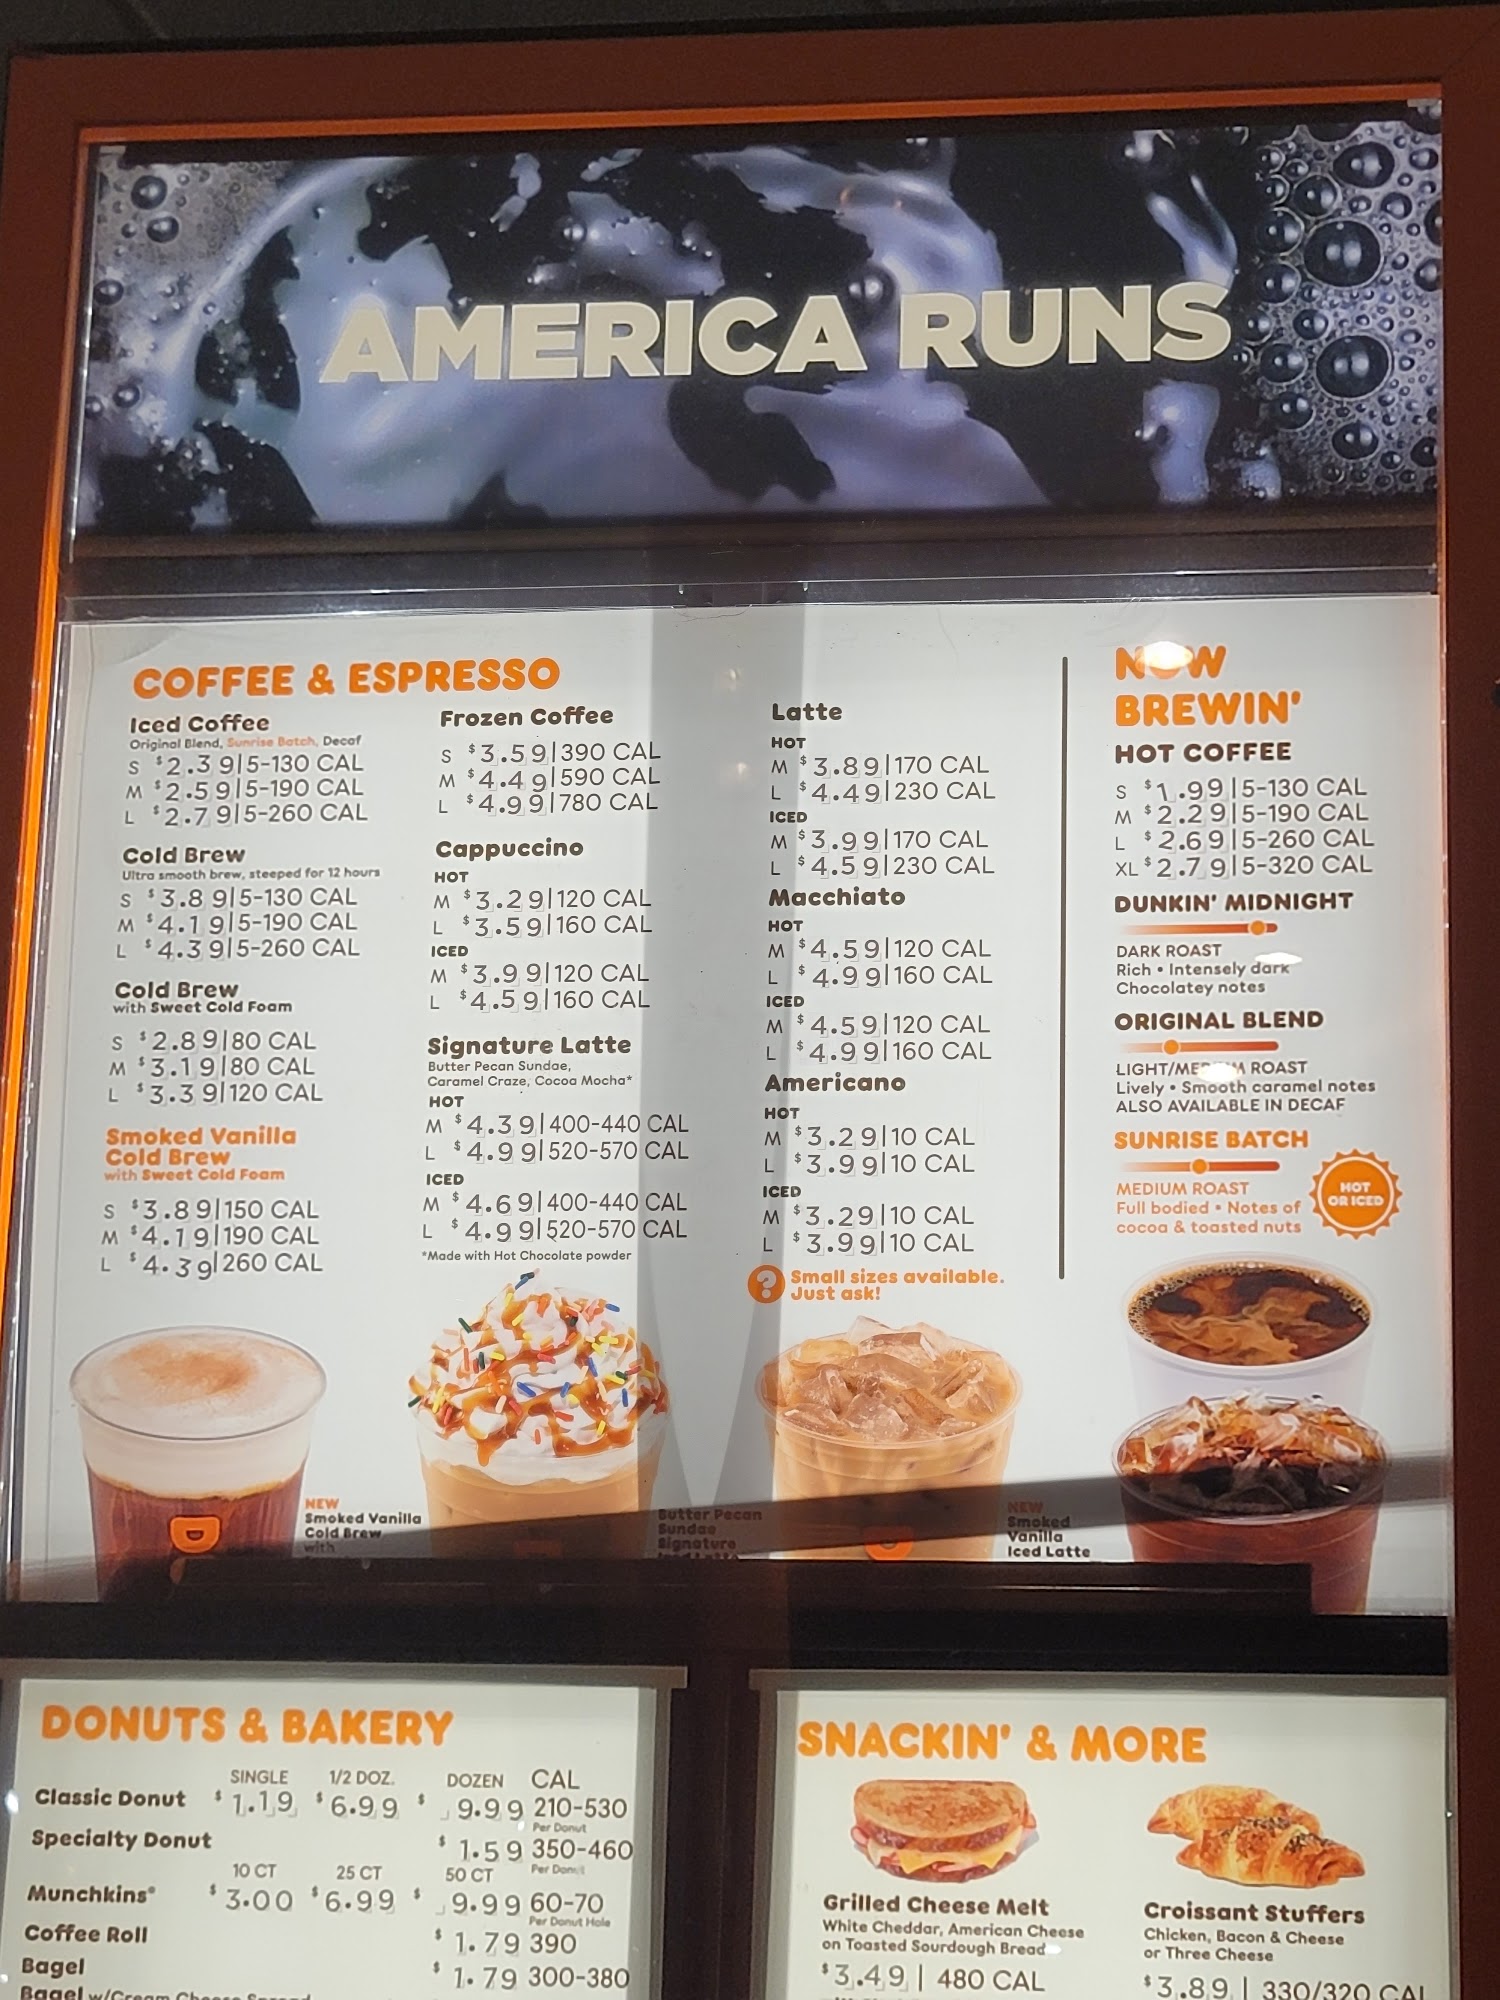 AMERICA RUNS
COFFEE & ESPRESSO
Iced Coffee
Original Blend, Sunrise Batch, Decaf
S $2.39|5-130 CAL
M $2.59|5-190 CAL
L $2.79|5-260 CAL
Cold Brew
Ultra smooth brew, steeped for 12 hours
S $3.89|5-130 CAL
M $4.19|5-190 CAL
L $4.39|5-260 CAL
Cold Brew
with Sweet Cold Foam
S $2.89|80 CAL
M $3.19|80 CAL
L $3.39|120 CAL
Smoked Vanilla
Cold Brew
with Sweet Cold Foam
S $3.89|150 CAL
M $4.19|190 CAL
L $4.39|260 CAL
Frozen Coffee
S $3.59|390 CAL
M $4.49|590 CAL
L $4.99|780 CAL
Cappuccino
HOT
M $3.29|120 CAL
L $3.59|160 CAL
ICED
M $3.99|120 CAL
L $4.59|160 CAL
Signature Latte
Butter Pecan Sundae,
Caramel Craze, Cocoa Mocha*
HOT
M $4.39|400-440 CAL
L $4.99|520-570 CAL
ICED
M $4.69|400-440 CAL
L $4.99|520-570 CAL
*Made with Hot Chocolate powder
Latte
HOT
M $3.89|170 CAL
L $4.49|230 CAL
ICED
M $3.99|170 CAL
L $4.59|230 CAL
Macchiato
HOT
M $4.59|120 CAL
L $4.99|160 CAL
ICED
M $4.59|120 CAL
L $4.99|160 CAL
Americano
HOT
M $3.29|10 CAL
L $3.99|10 CAL
ICED
M $3.29|10 CAL
L $3.99|10 CAL
? Small sizes available.
Just ask!
NOW
BREWIN'
HOT COFFEE
S $1.99|5-130 CAL
M $2.29|5-190 CAL
L $2.69|5-260 CAL
XL $2.79|5-320 CAL
DUNKIN' MIDNIGHT
DARK ROAST
Rich • Intensely dark
Chocolatey notes
ORIGINAL BLEND
LIGHT/MEDIUM ROAST
Lively • Smooth caramel notes
ALSO AVAILABLE IN DECAF
SUNRISE BATCH
MEDIUM ROAST
Full bodied • Notes of
cocoa & toasted nuts
HOT
OR ICED
D
NEW
Smoked Vanilla
Cold Brew
with
Butter Pecan
Sundae
Signature
Iced Latte
NEW
Smoked
Vanilla
Iced Latte
DONUTS & BAKERY
SINGLE 1/2 DOZ. DOZEN CAL
Classic Donut $1.19 $6.99 $9.99 210-530
Per Donut
Specialty Donut $1.59 350-460
Per Donut
10 CT 25 CT 50 CT
Munchkins® $3.00 $6.99 $9.99 60-70
Per Donut Hole
Coffee Roll $1.79 390
Bagel $1.79 300-380
Bagel w/Cream Cheese Spread
SNACKIN' & MORE
Grilled Cheese Melt
White Cheddar, American Cheese
on Toasted Sourdough Bread
$3.49 | 480 CAL
Croissant Stuffers
Chicken, Bacon & Cheese
or Three Cheese
$3.89 | 330/320 CAL